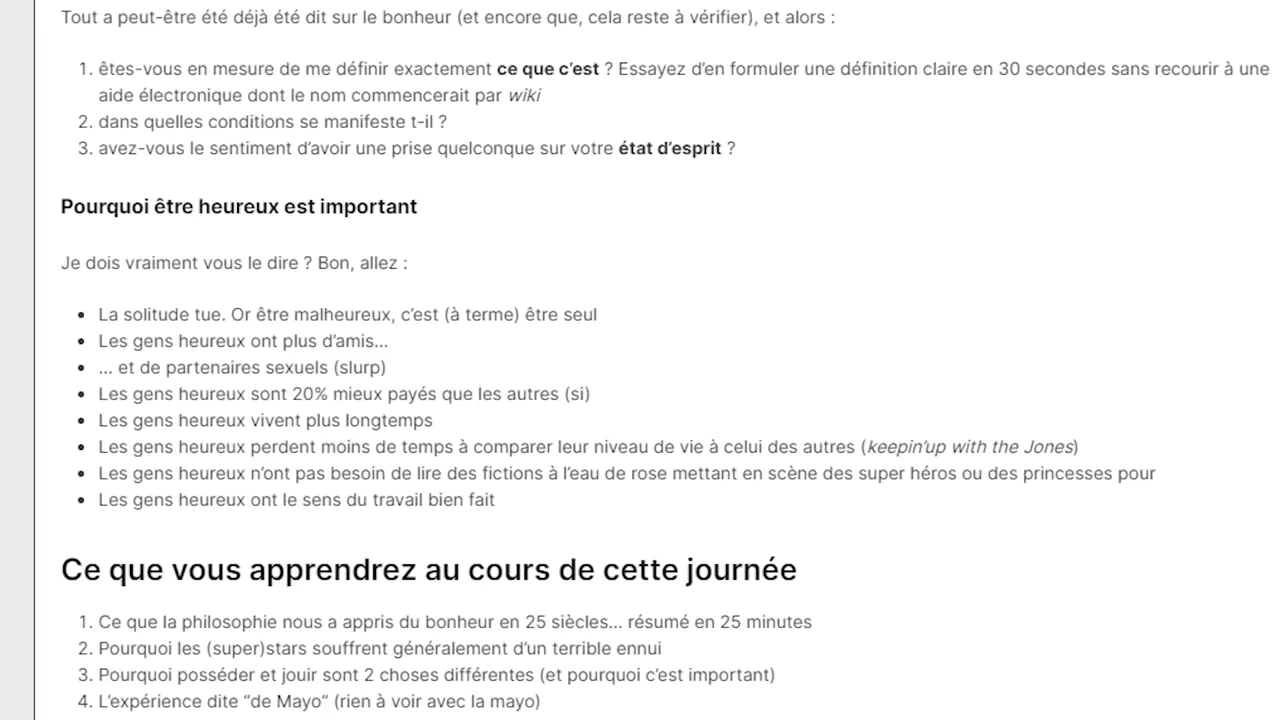 Tout a peut-être été déjà été dit sur le bonheur (et encore que, cela reste à vérifier), et alors :
1. êtes-vous en mesure de me définir exactement ce que c’est ? Essayez d’en formuler une définition claire en 30 secondes sans recourir à une
aide électronique dont le nom commencerait par wiki
2. dans quelles conditions se manifeste t-il ?
3. avez-vous le sentiment d’avoir une prise quelconque sur votre état d’esprit ?
Pourquoi être heureux est important
Je dois vraiment vous le dire ? Bon, allez :
• La solitude tue. Or être malheureux, c’est (à terme) être seul
• Les gens heureux ont plus d’amis…
• … et de partenaires sexuels (slurp)
• Les gens heureux sont 20% mieux payés que les autres (si)
• Les gens heureux vivent plus longtemps
• Les gens heureux perdent moins de temps à comparer leur niveau de vie à celui des autres (keepin’up with the Jones)
• Les gens heureux n’ont pas besoin de lire des fictions à l’eau de rose mettant en scène des super héros ou des princesses pour
• Les gens heureux ont le sens du travail bien fait
Ce que vous apprendrez au cours de cette journée
1. Ce que la philosophie nous a appris du bonheur en 25 siècles… résumé en 25 minutes
2. Pourquoi les (super)stars souffrent généralement d’un terrible ennui
3. Pourquoi posséder et jouir sont 2 choses différentes (et pourquoi c’est important)
4. L’expérience dite “de Mayo” (rien à voir avec la mayo)